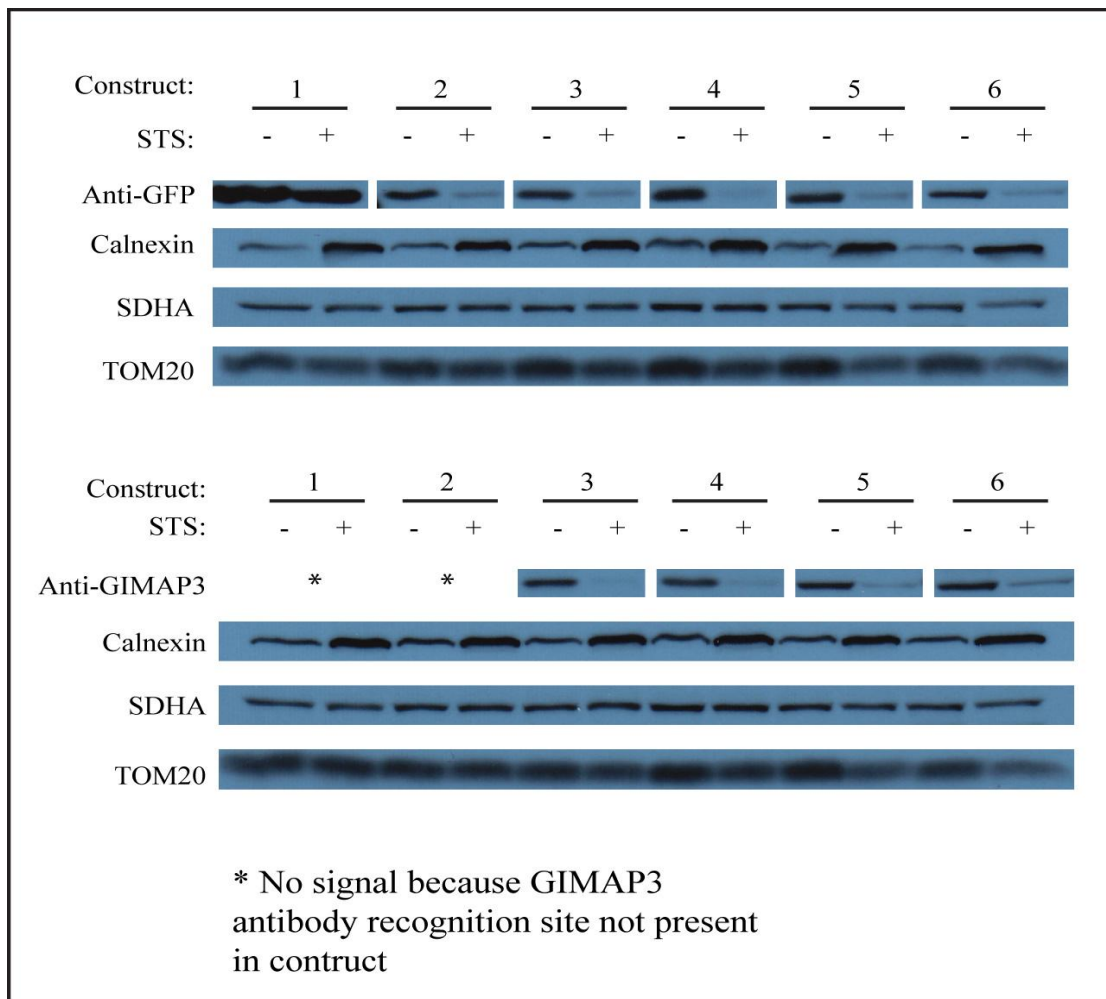 Construct: 1 2 3 4 5 6
STS: - + - + - + - + - + - +
Anti-GFP
Calnexin
SDHA
TOM20
Construct: 1 2 3 4 5 6
STS: - + - + - + - + - + - +
Anti-GIMAP3 * *
Calnexin
SDHA
TOM20
* No signal because GIMAP3
antibody recognition site not present
in contruct